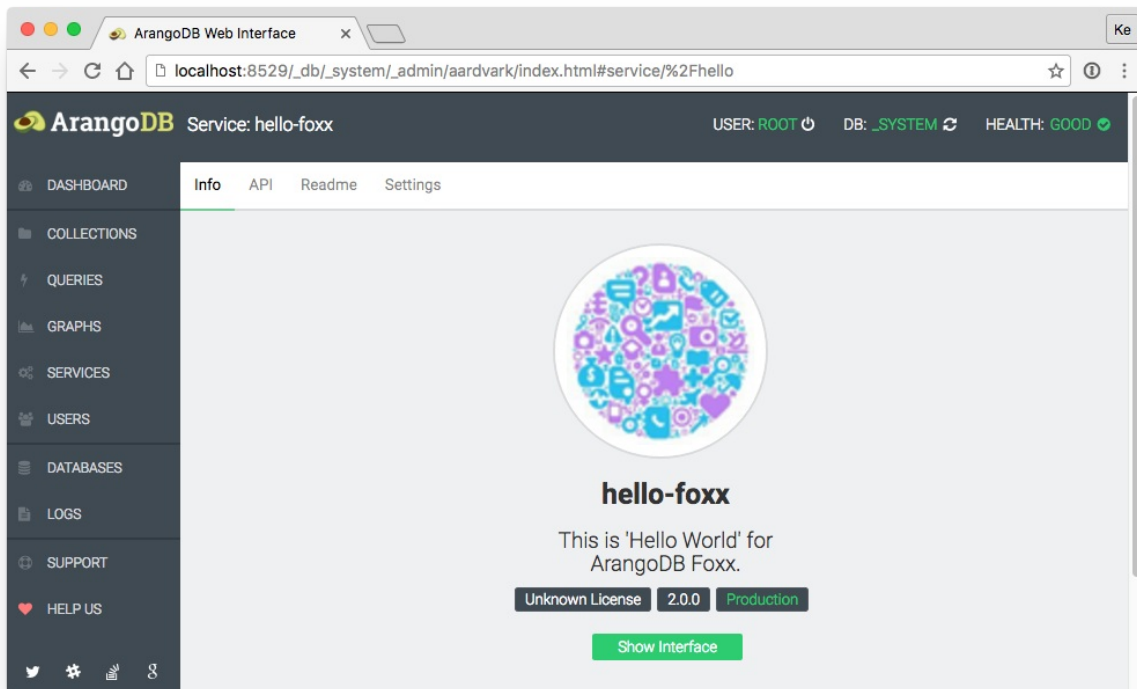 ArangoDB Web Interface
Ke
localhost:8529/_db/_system/_admin/aardvark/index.html#service/%2Fhello
ArangoDB Service: hello-foxx USER: ROOT DB: _SYSTEM HEALTH: GOOD
DASHBOARD
Info API Readme Settings
COLLECTIONS
QUERIES
GRAPHS
SERVICES
USERS
DATABASES
LOGS
SUPPORT
HELP US
hello-foxx
This is 'Hello World' for
ArangoDB Foxx.
Unknown License 2.0.0 Production
Show Interface